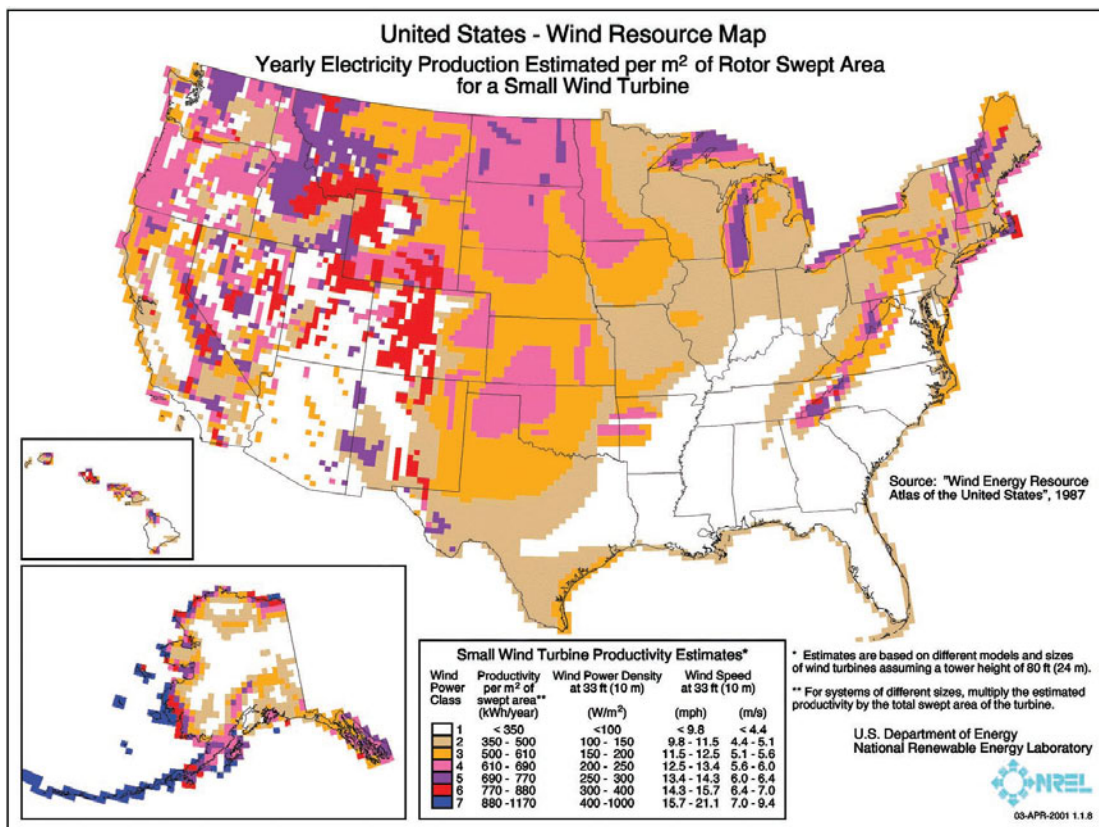 United States - Wind Resource Map
Yearly Electricity Production Estimated per m² of Rotor Swept Area
for a Small Wind Turbine
Source: "Wind Energy Resource
Atlas of the United States", 1987
Small Wind Turbine Productivity Estimates*
Wind Power Class | Productivity per m² of swept area** (kWh/year) | Wind Power Density at 33 ft (10 m) (W/m²) | Wind Speed at 33 ft (10 m) (mph) (m/s)
1 < 350 <100 < 9.8 < 4.4
2 350 - 500 100 - 150 9.8 - 11.5 4.4 - 5.1
3 500 - 610 150 - 200 11.5 - 12.5 5.1 - 5.6
4 610 - 690 200 - 250 12.5 - 13.4 5.6 - 6.0
5 690 - 770 250 - 300 13.4 - 14.3 6.0 - 6.4
6 770 - 880 300 - 400 14.3 - 15.7 6.4 - 7.0
7 880 - 1170 400 - 1000 15.7 - 21.1 7.0 - 9.4
* Estimates are based on different models and sizes
of wind turbines assuming a tower height of 80 ft (24 m).
** For systems of different sizes, multiply the estimated
productivity by the total swept area of the turbine.
U.S. Department of Energy
National Renewable Energy Laboratory
NREL
03-APR-2001 1.1.8